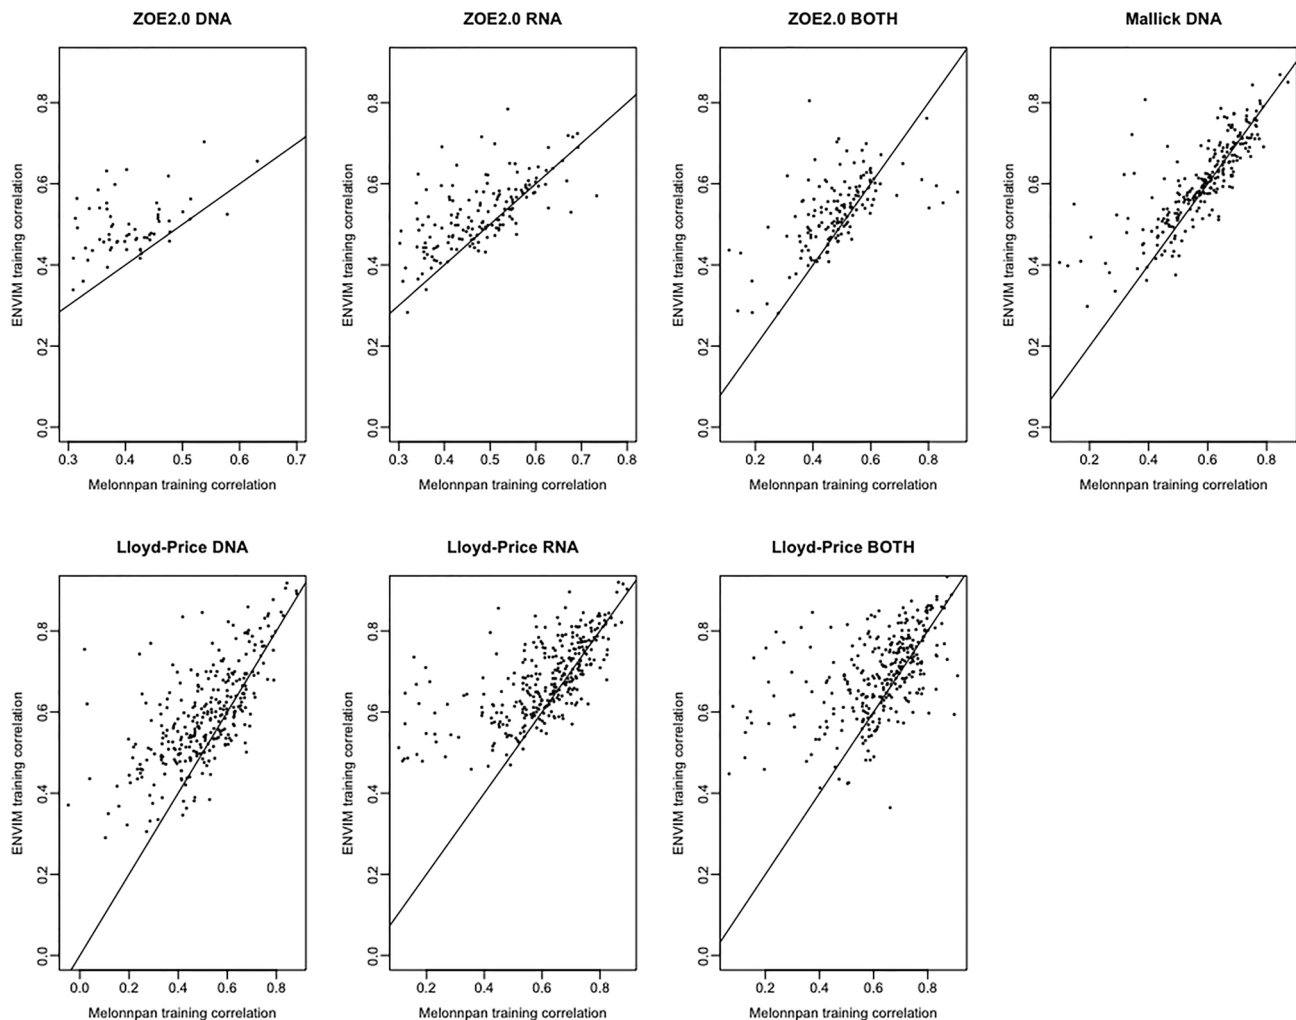 ZOE2.0 DNA
ZOE2.0 RNA
ZOE2.0 BOTH
Mallick DNA
ENVIM training correlation
0.0 0.2 0.4 0.6 0.8
0.3 0.4 0.5 0.6 0.7
Melonnpan training correlation
ENVIM training correlation
0.0 0.2 0.4 0.6 0.8
0.3 0.4 0.5 0.6 0.7 0.8
Melonnpan training correlation
ENVIM training correlation
0.0 0.2 0.4 0.6 0.8
0.2 0.4 0.6 0.8
Melonnpan training correlation
ENVIM training correlation
0.0 0.2 0.4 0.6 0.8
0.2 0.4 0.6 0.8
Melonnpan training correlation
Lloyd-Price DNA
Lloyd-Price RNA
Lloyd-Price BOTH
ENVIM training correlation
0.0 0.2 0.4 0.6 0.8
0.0 0.2 0.4 0.6 0.8
Melonnpan training correlation
ENVIM training correlation
0.0 0.2 0.4 0.6 0.8
0.2 0.4 0.6 0.8
Melonnpan training correlation
ENVIM training correlation
0.0 0.2 0.4 0.6 0.8
0.2 0.4 0.6 0.8
Melonnpan training correlation